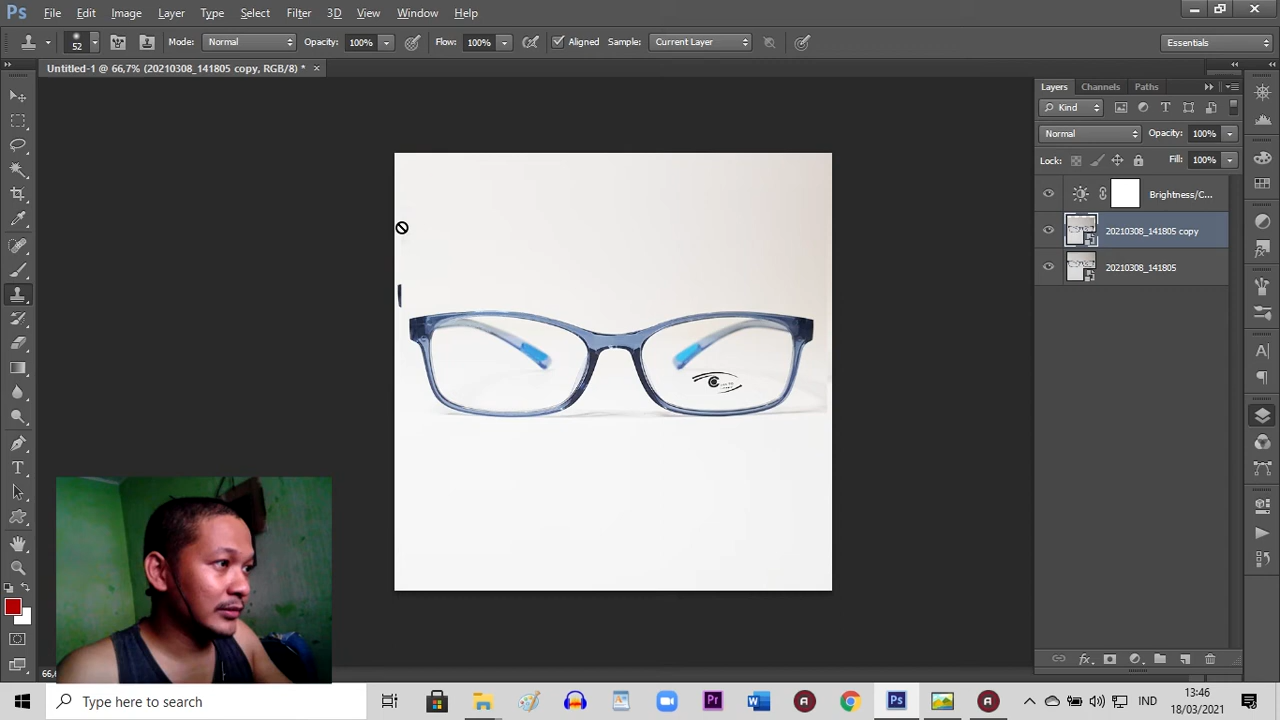 Ps File Edit Image Layer Type Select Filter 3D View Window Help
52 Mode: Normal Opacity: 100% Flow: 100% Aligned Sample: Current Layer Essentials
Untitled-1 @ 66,7% (20210308_141805 copy, RGB/8) * ×
Layers Channels Paths
Kind
Normal Opacity: 100%
Lock: Fill: 100%
Brightness/C...
20210308_141805 copy
20210308_141805
Type here to search
IND
13:46
18/03/2021